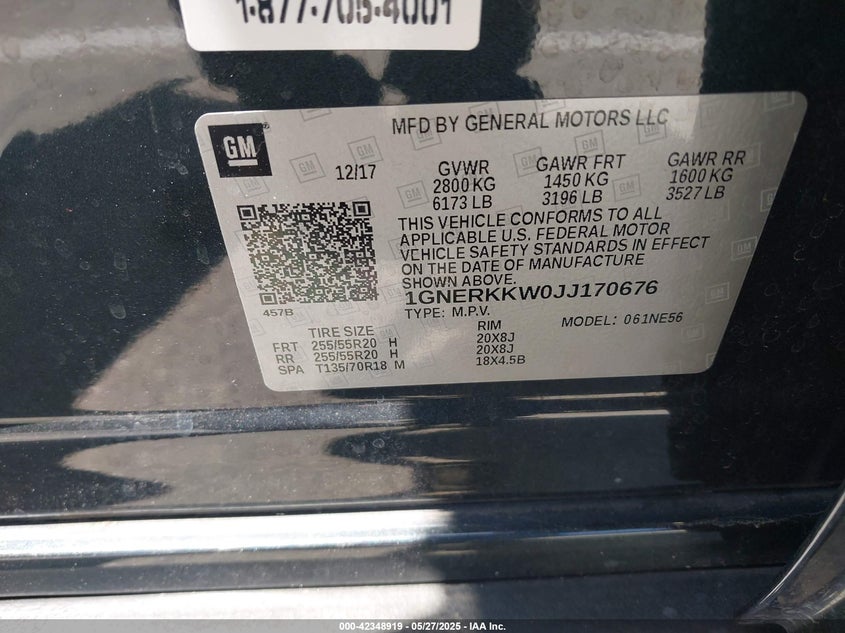 1-877-705-4001
GM
MFD BY GENERAL MOTORS LLC
12/17
GVWR GAWR FRT GAWR RR
2800 KG 1450 KG 1600 KG
6173 LB 3196 LB 3527 LB
THIS VEHICLE CONFORMS TO ALL
APPLICABLE U.S. FEDERAL MOTOR
VEHICLE SAFETY STANDARDS IN EFFECT
ON THE DATE OF MANUFACTURE
SHOWN ABOVE.
457B
1GNERKKW0JJ170676
TYPE: M.P.V. MODEL: 061NE56
TIRE SIZE RIM
FRT 255/55R20 H 20X8J
RR 255/55R20 H 20X8J
SPA T135/70R18 M 18X4.5B
000-42348919 - 05/27/2025 - IAA Inc.